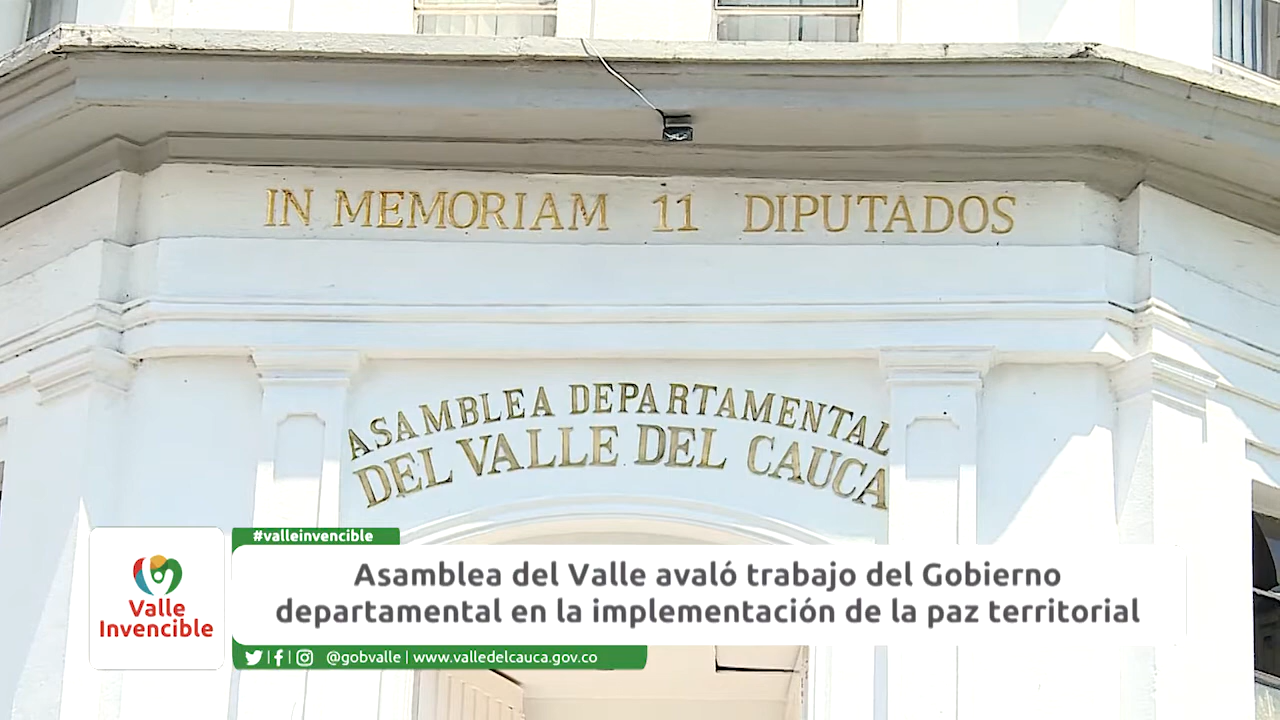 IN MEMORIAM 11 DIPUTADOS
ASAMBLEA DEPARTAMENTAL
DEL VALLE DEL CAUCA
#valleinvencible
Asamblea del Valle avaló trabajo del Gobierno
departamental en la implementación de la paz territorial
Valle
Invencible
@gobvalle | www.valledelcauca.gov.co